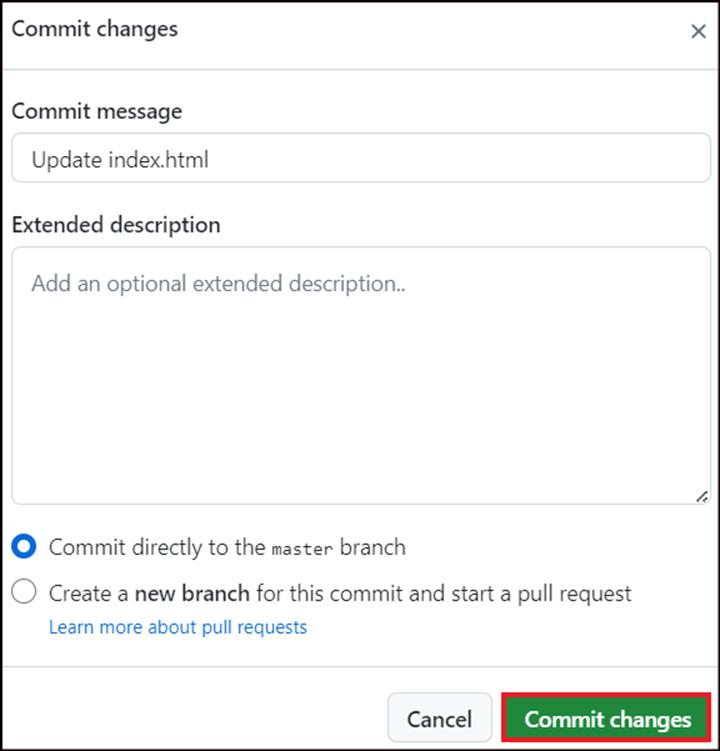 Commit changes
Commit message
Update index.html
Extended description
Add an optional extended description..
Commit directly to the master branch
Create a new branch for this commit and start a pull request
Learn more about pull requests
Cancel
Commit changes